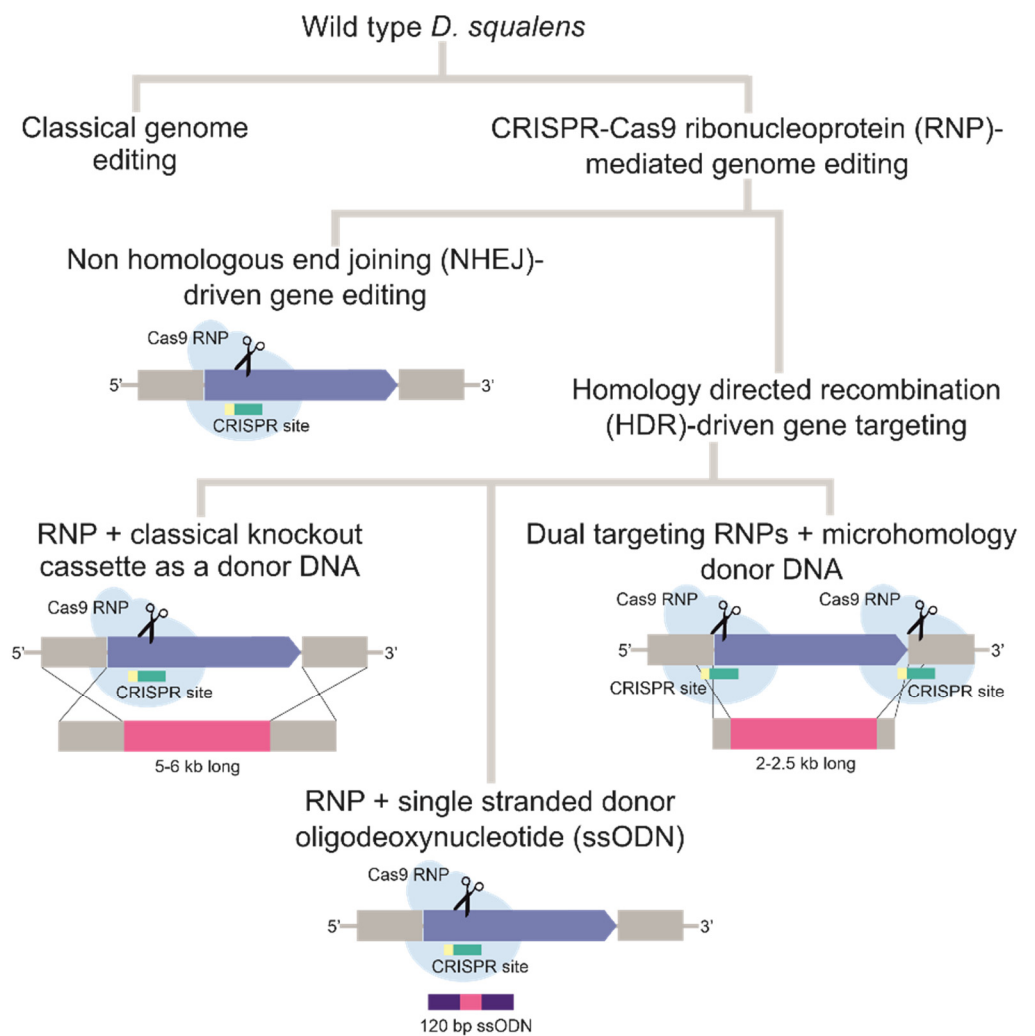 Wild type D. squalens
Classical genome
editing
CRISPR-Cas9 ribonucleoprotein (RNP)-
mediated genome editing
Non homologous end joining (NHEJ)-
driven gene editing
Cas9 RNP
5’
3’
CRISPR site
Homology directed recombination
(HDR)-driven gene targeting
RNP + classical knockout
cassette as a donor DNA
Cas9 RNP
5’
3’
CRISPR site
5-6 kb long
Dual targeting RNPs + microhomology
donor DNA
Cas9 RNP
Cas9 RNP
5’
3’
CRISPR site
CRISPR site
2-2.5 kb long
RNP + single stranded donor
oligodeoxynucleotide (ssODN)
Cas9 RNP
5’
3’
CRISPR site
120 bp ssODN